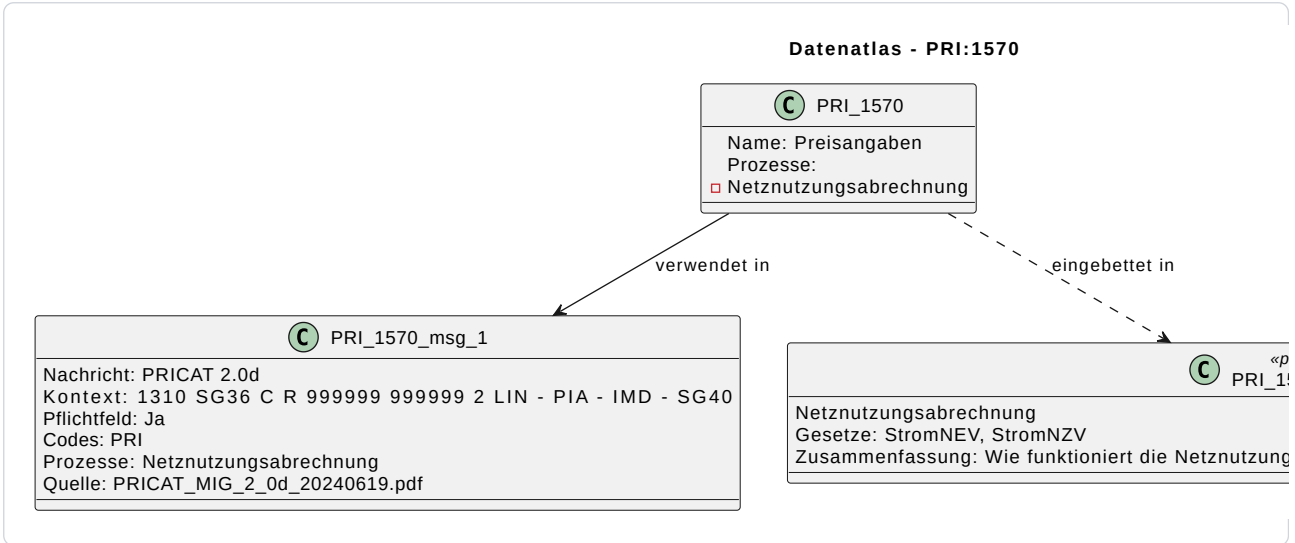 Datenatlas - PRI:1570
C PRI_1570
Name: Preisangaben
Prozesse:
Netznutzungsabrechnung
verwendet in
eingebettet in
C PRI_1570_msg_1
Nachricht: PRICAT 2.0d
Kontext: 1310 SG36 C R 999999 999999 2 LIN - PIA - IMD - SG40
Pflichtfeld: Ja
Codes: PRI
Prozesse: Netznutzungsabrechnung
Quelle: PRICAT_MIG_2_0d_20240619.pdf
«p
C PRI_15
Netznutzungsabrechnung
Gesetze: StromNEV, StromNZV
Zusammenfassung: Wie funktioniert die Netznutzung